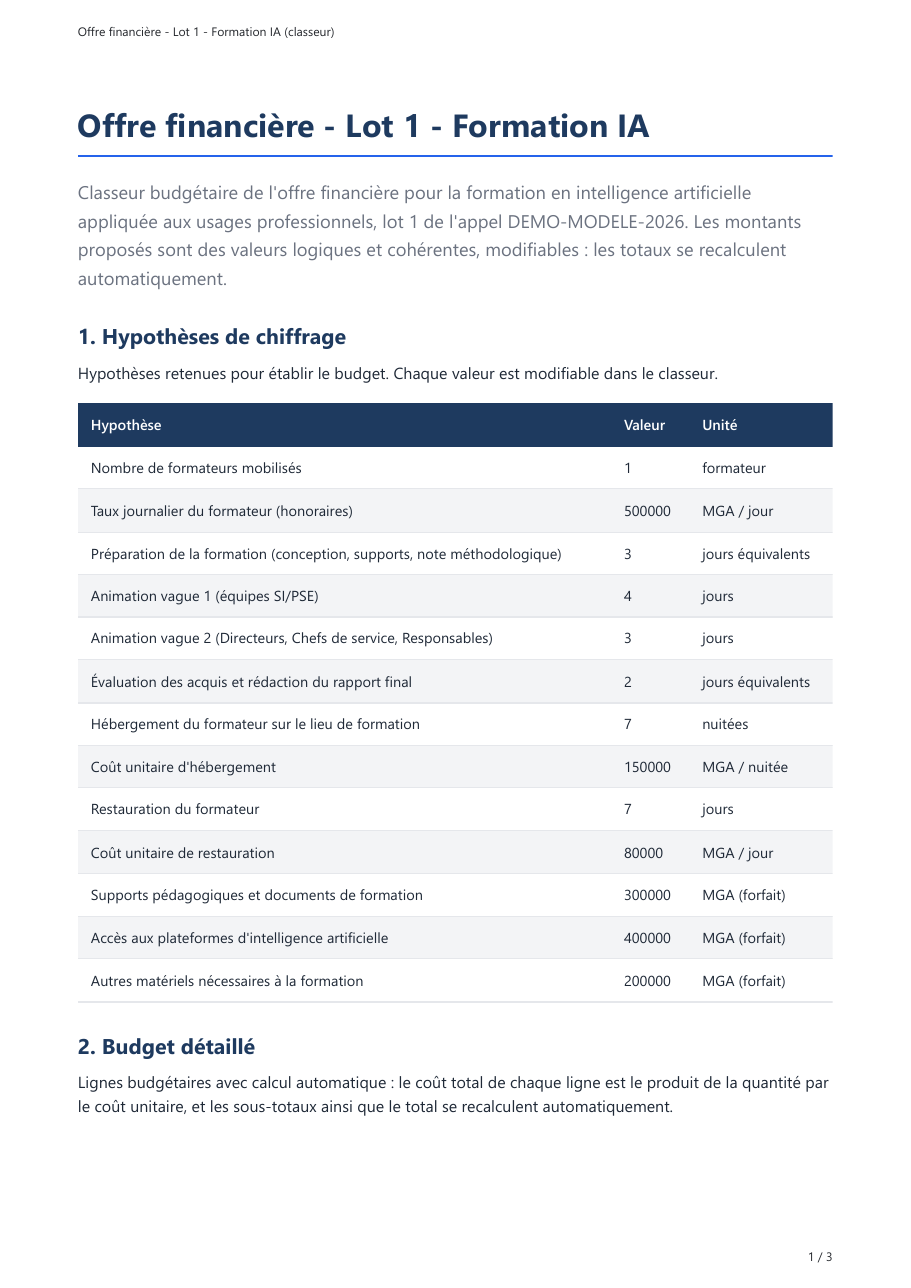 Offre financière - Lot 1 - Formation IA (classeur)
Offre financière - Lot 1 - Formation IA
Classeur budgétaire de l'offre financière pour la formation en intelligence artificielle
appliquée aux usages professionnels, lot 1 de l'appel DEMO-MODELE-2026. Les montants
proposés sont des valeurs logiques et cohérentes, modifiables : les totaux se recalculent
automatiquement.
1. Hypothèses de chiffrage
Hypothèses retenues pour établir le budget. Chaque valeur est modifiable dans le classeur.
Hypothèse Valeur Unité
Nombre de formateurs mobilisés 1 formateur
Taux journalier du formateur (honoraires) 500000 MGA / jour
Préparation de la formation (conception, supports, note méthodologique) 3 jours équivalents
Animation vague 1 (équipes SI/PSE) 4 jours
Animation vague 2 (Directeurs, Chefs de service, Responsables) 3 jours
Évaluation des acquis et rédaction du rapport final 2 jours équivalents
Hébergement du formateur sur le lieu de formation 7 nuitées
Coût unitaire d'hébergement 150000 MGA / nuitée
Restauration du formateur 7 jours
Coût unitaire de restauration 80000 MGA / jour
Supports pédagogiques et documents de formation 300000 MGA (forfait)
Accès aux plateformes d'intelligence artificielle 400000 MGA (forfait)
Autres matériels nécessaires à la formation 200000 MGA (forfait)
2. Budget détaillé
Lignes budgétaires avec calcul automatique : le coût total de chaque ligne est le produit de la quantité par
le coût unitaire, et les sous-totaux ainsi que le total se recalculent automatiquement.
1 / 3